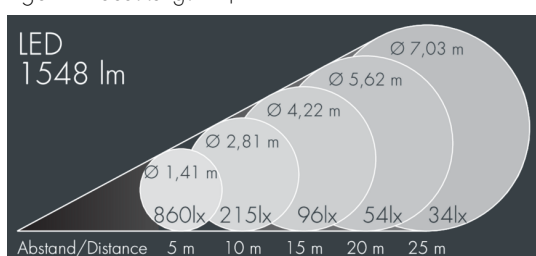 LED
1548 lm
Ø 7,03 m
Ø 5,62 m
Ø 4,22 m
Ø 2,81 m
Ø 1,41 m
860lx 215lx 96lx 54lx 34lx
Abstand/Distance 5 m 10 m 15 m 20 m 25 m